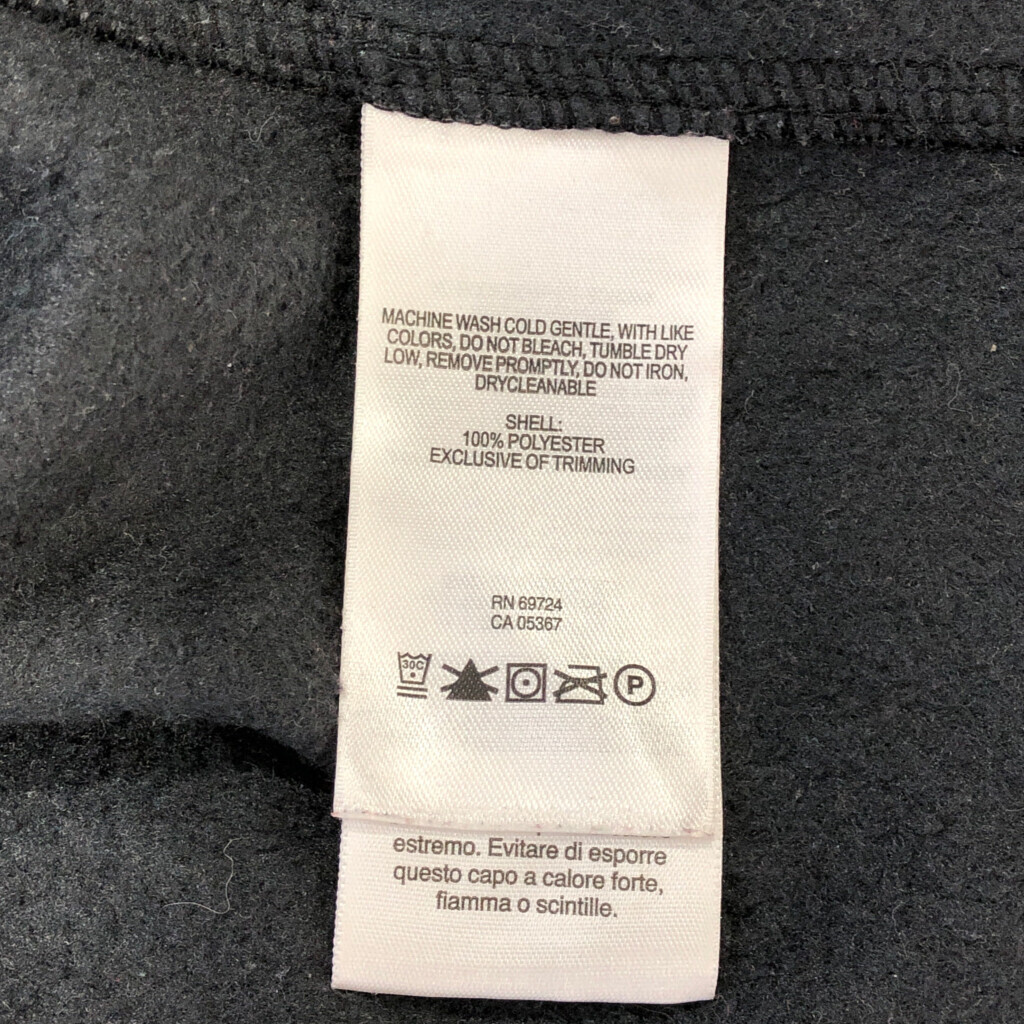 MACHINE WASH COLD GENTLE, WITH LIKE
COLORS, DO NOT BLEACH, TUMBLE DRY
LOW, REMOVE PROMPTLY, DO NOT IRON,
DRYCLEANABLE
SHELL:
100% POLYESTER
EXCLUSIVE OF TRIMMING
RN 69724
CA 05367
30C
P
estremo. Evitare di esporre
questo capo a calore forte,
fiamma o scintille.